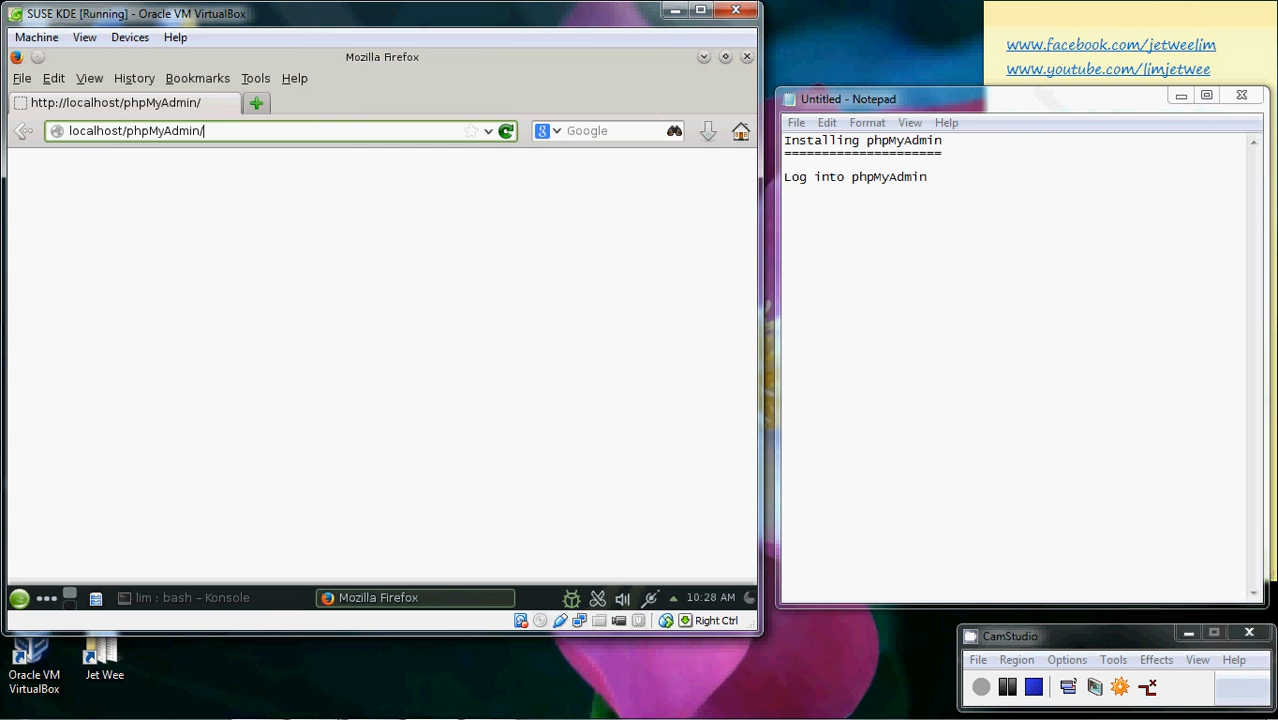 SUSE KDE [Running] - Oracle VM VirtualBox
Machine View Devices Help
Mozilla Firefox
File Edit View History Bookmarks Tools Help
http://localhost/phpMyAdmin/
localhost/phpMyAdmin/
8 Google
lim : bash – Konsole
Mozilla Firefox
10:28 AM
Right Ctrl
Oracle VM
VirtualBox
Jet Wee
www.facebook.com/jetweelim
www.youtube.com/limjetwee
Untitled - Notepad
File Edit Format View Help
Installing phpMyAdmin
=====================
Log into phpMyAdmin
CamStudio
File Region Options Tools Effects View Help